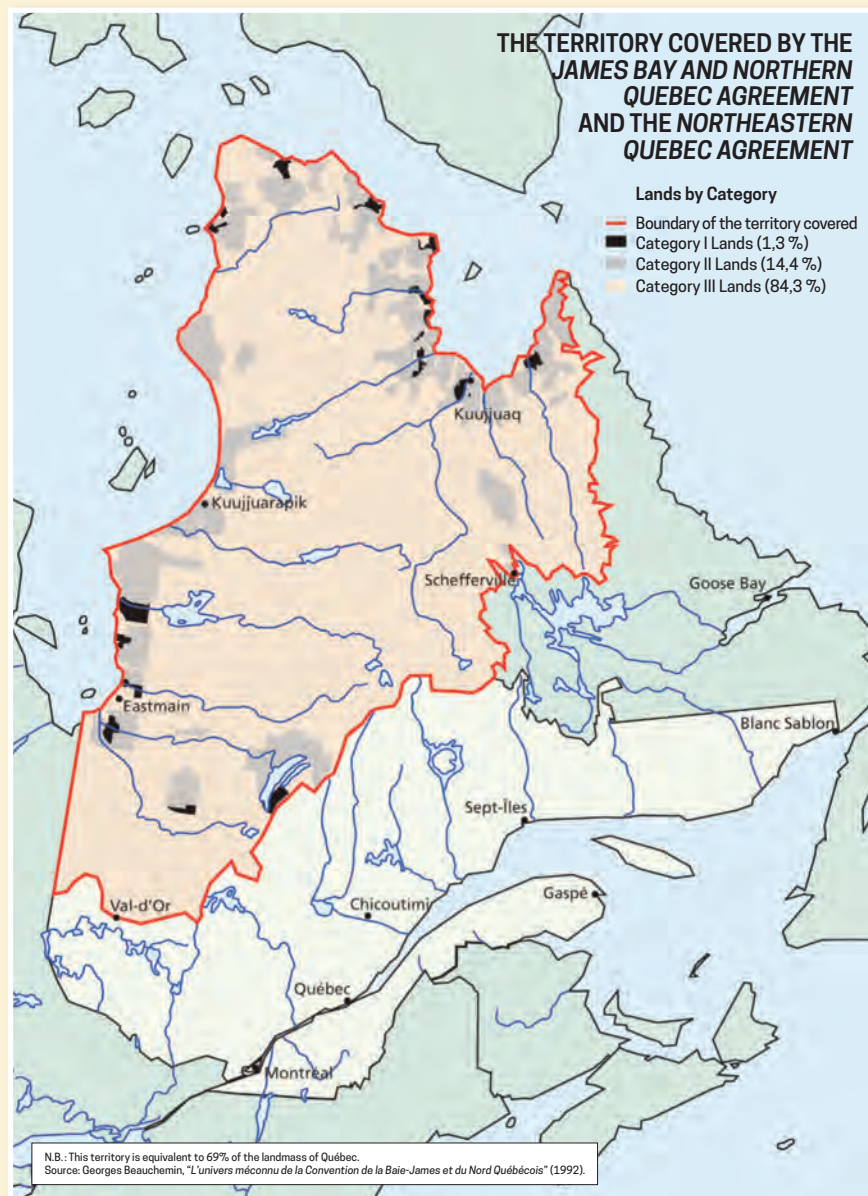 THE TERRITORY COVERED BY THE
JAMES BAY AND NORTHERN
QUEBEC AGREEMENT
AND THE NORTHEASTERN
QUEBEC AGREEMENT
Lands by Category
Boundary of the territory covered
Category I Lands (1,3 %)
Category II Lands (14,4 %)
Category III Lands (84,3 %)
Kuujjuaq
Kuujjuarapik
Schefferville
Goose Bay
Eastmain
Blanc Sablon
Sept-Îles
Val-d'Or
Chicoutimi
Gaspé
Québec
Montréal
N.B.: This territory is equivalent to 69% of the landmass of Québec.
Source: Georges Beauchemin, "L'univers méconnu de la Convention de la Baie-James et du Nord Québécois" (1992).